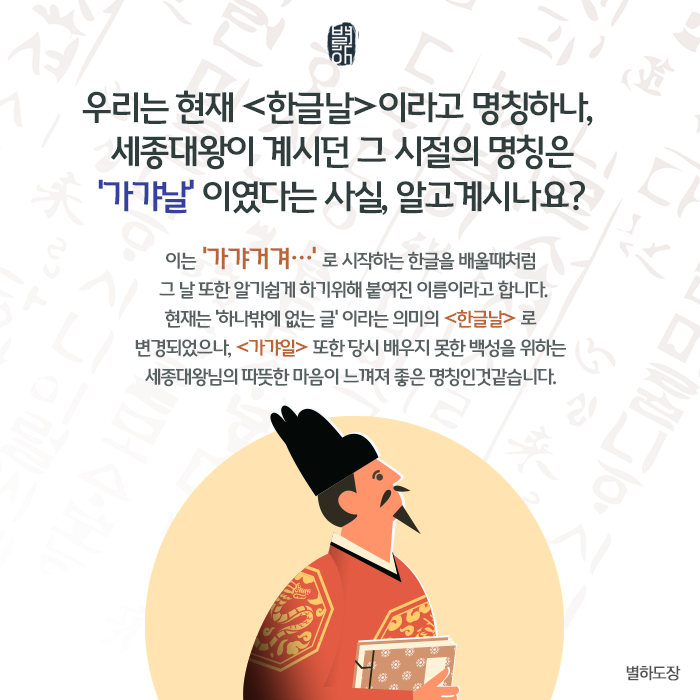 별하
우리는 현재 <한글날>이라고 명칭하나,
세종대왕이 계시던 그 시절의 명칭은
'가갸날' 이였다는 사실, 알고계시나요?
이는 '가갸거겨…' 로 시작하는 한글을 배울때처럼
그 날 또한 알기쉽게 하기위해 붙여진 이름이라고 합니다.
현재는 '하나밖에 없는 글' 이라는 의미의 <한글날> 로
변경되었으나, <가갸일> 또한 당시 배우지 못한 백성을 위하는
세종대왕님의 따뜻한 마음이 느껴져 좋은 명칭인것같습니다.
별하도장